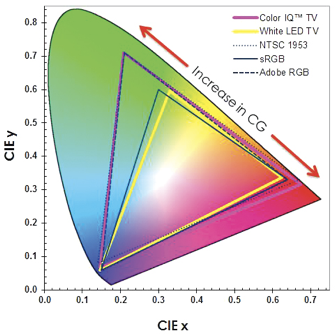 Color IQ™ TV
White LED TV
NTSC 1953
sRGB
Adobe RGB
Increase in CG
CIE y
0.8
0.7
0.6
0.5
0.4
0.3
0.2
0.1
0.0
0.0 0.1 0.2 0.3 0.4 0.5 0.6 0.7
CIE x